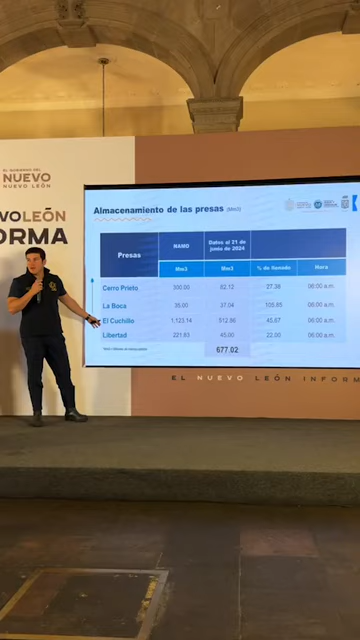 EL GOBIERNO DEL
NUEVO
NUEVO LEÓN
VOLEÓN
ORMA
Almacenamiento de las presas (Mm3)
Presas
NAMO
Datos al 21 de
junio de 2024
Mm3 Mm3 % de llenado Hora
Cerro Prieto 300.00 82.12 27.38 06:00 a.m.
La Boca 35.00 37.04 105.85 06:00 a.m.
El Cuchillo 1,123.14 512.86 45.67 06:00 a.m.
Libertad 221.83 45.00 22.00 06:00 a.m.
677.02
EL NUEVO LEÓN INFORM